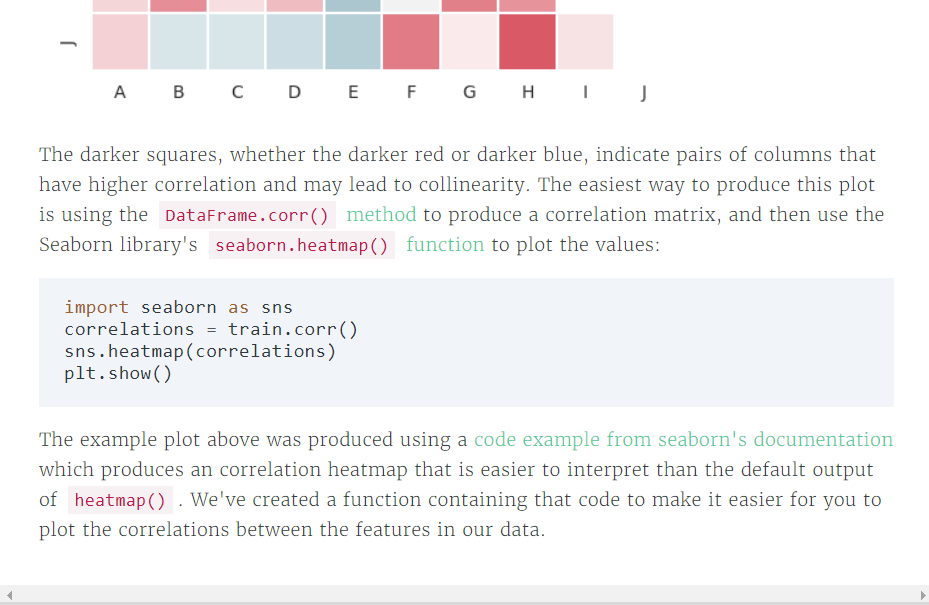 J
A B C D E F G H I J
The darker squares, whether the darker red or darker blue, indicate pairs of columns that
have higher correlation and may lead to collinearity. The easiest way to produce this plot
is using the DataFrame.corr() method to produce a correlation matrix, and then use the
Seaborn library's seaborn.heatmap() function to plot the values:
import seaborn as sns
correlations = train.corr()
sns.heatmap(correlations)
plt.show()
The example plot above was produced using a code example from seaborn's documentation
which produces an correlation heatmap that is easier to interpret than the default output
of heatmap() . We've created a function containing that code to make it easier for you to
plot the correlations between the features in our data.